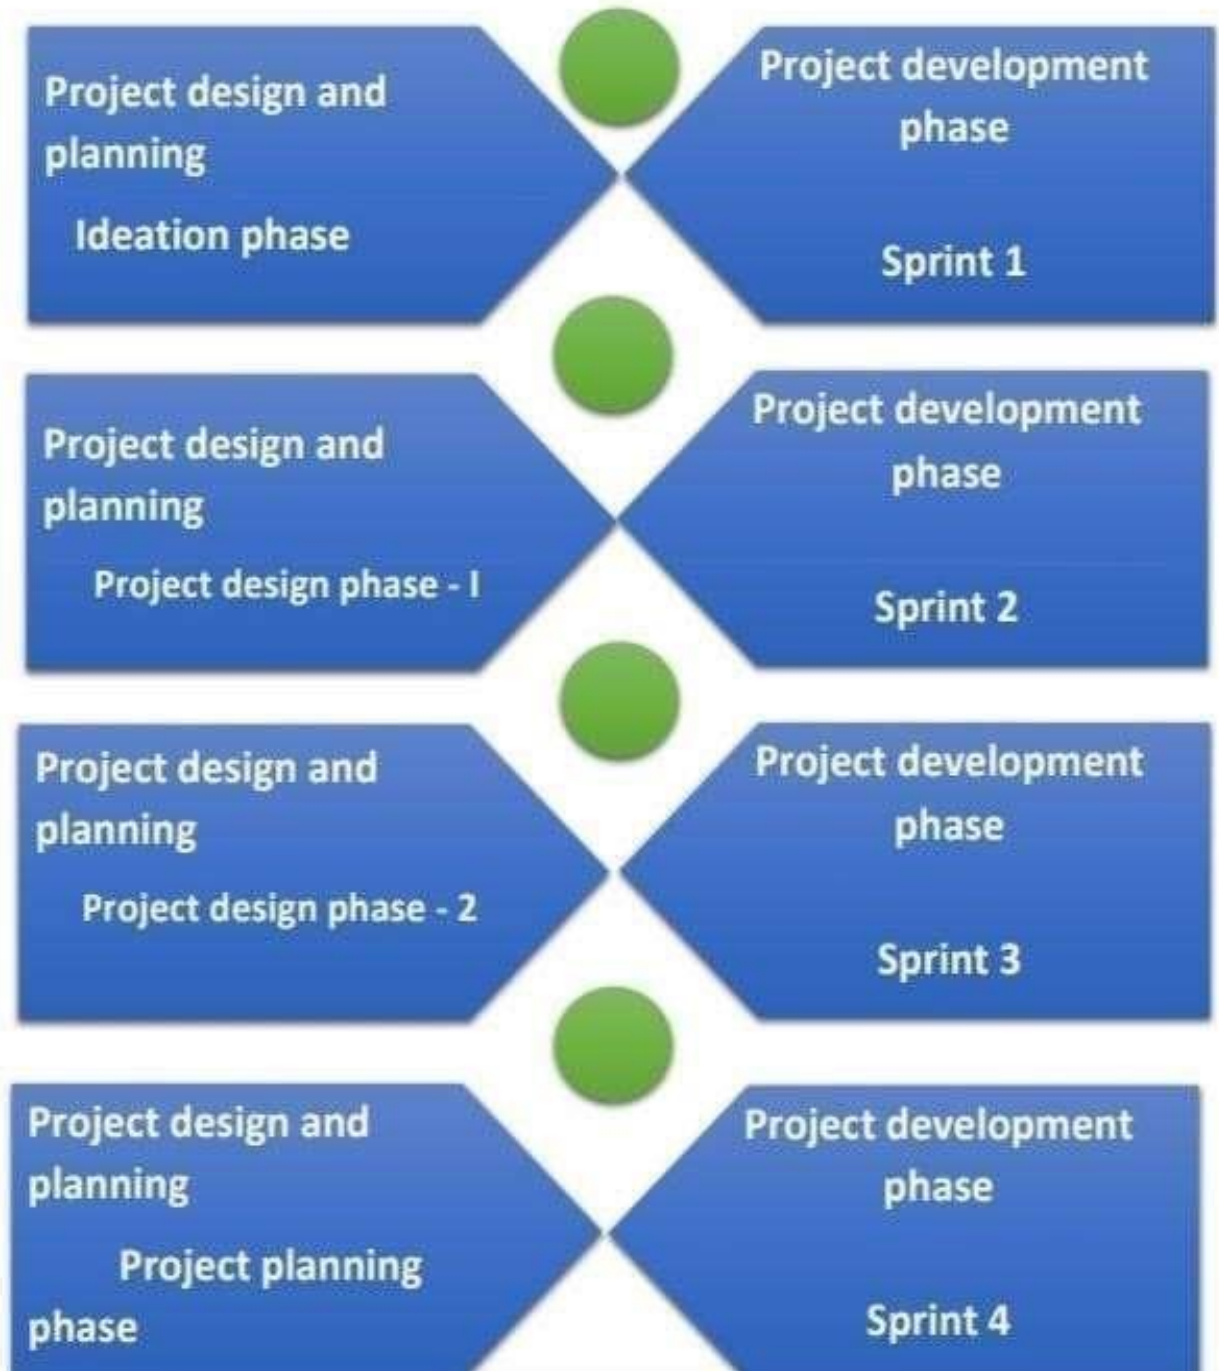 Project design and
planning
Ideation phase
Project development
phase
Sprint 1
Project design and
planning
Project design phase - I
Project development
phase
Sprint 2
Project design and
planning
Project design phase - 2
Project development
phase
Sprint 3
Project design and
planning
Project planning
phase
Project development
phase
Sprint 4